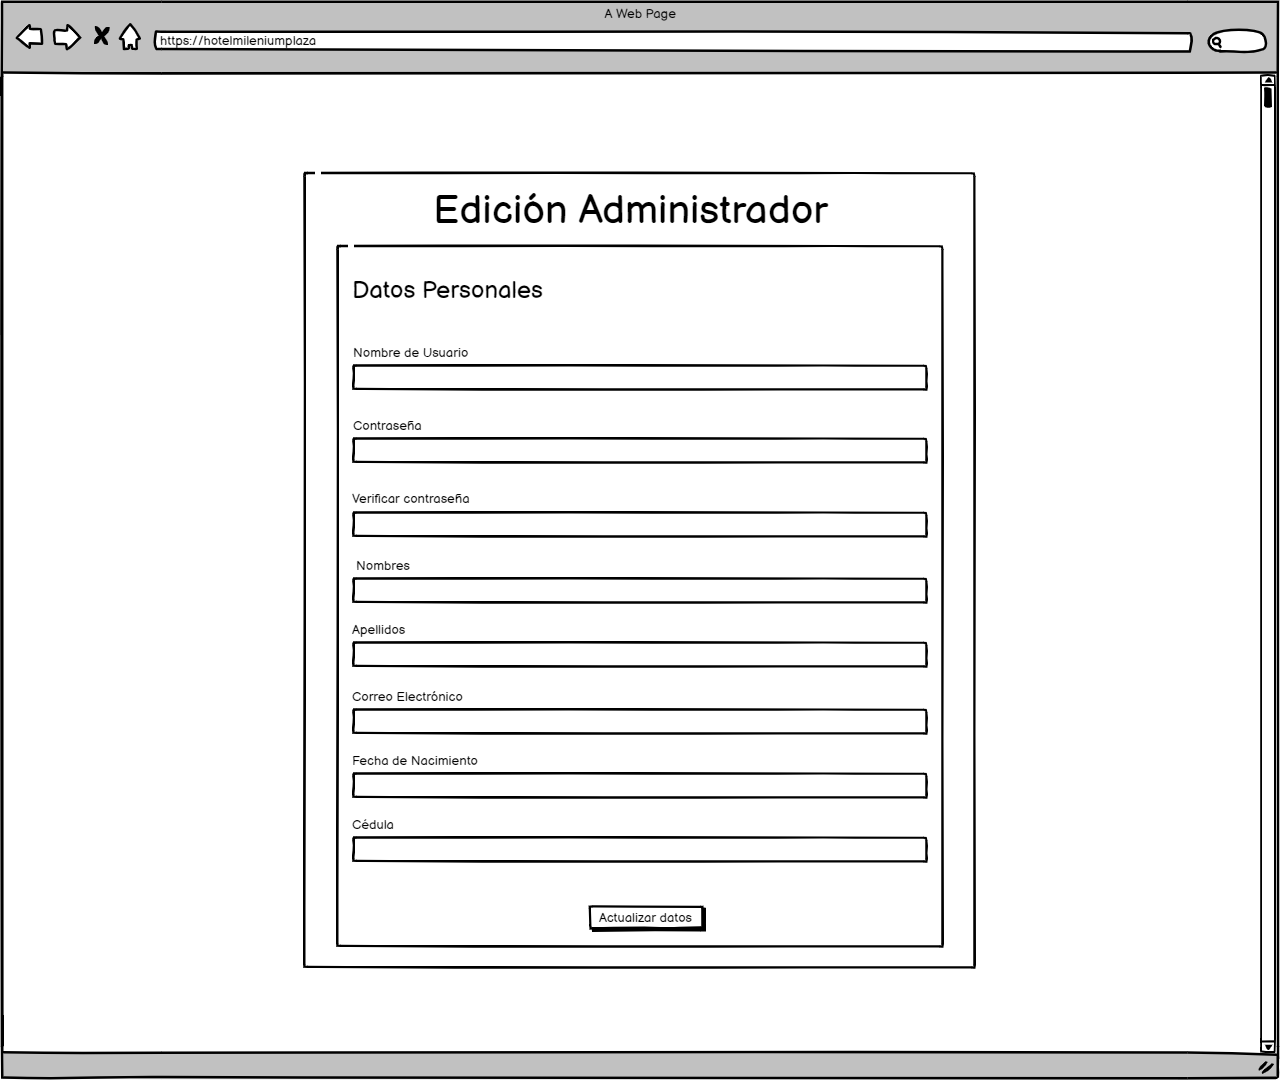 A Web Page
https://hotelmileniumplaza
Edición Administrador
Datos Personales
Nombre de Usuario
Contraseña
Verificar contraseña
Nombres
Apellidos
Correo Electrónico
Fecha de Nacimiento
Cédula
Actualizar datos